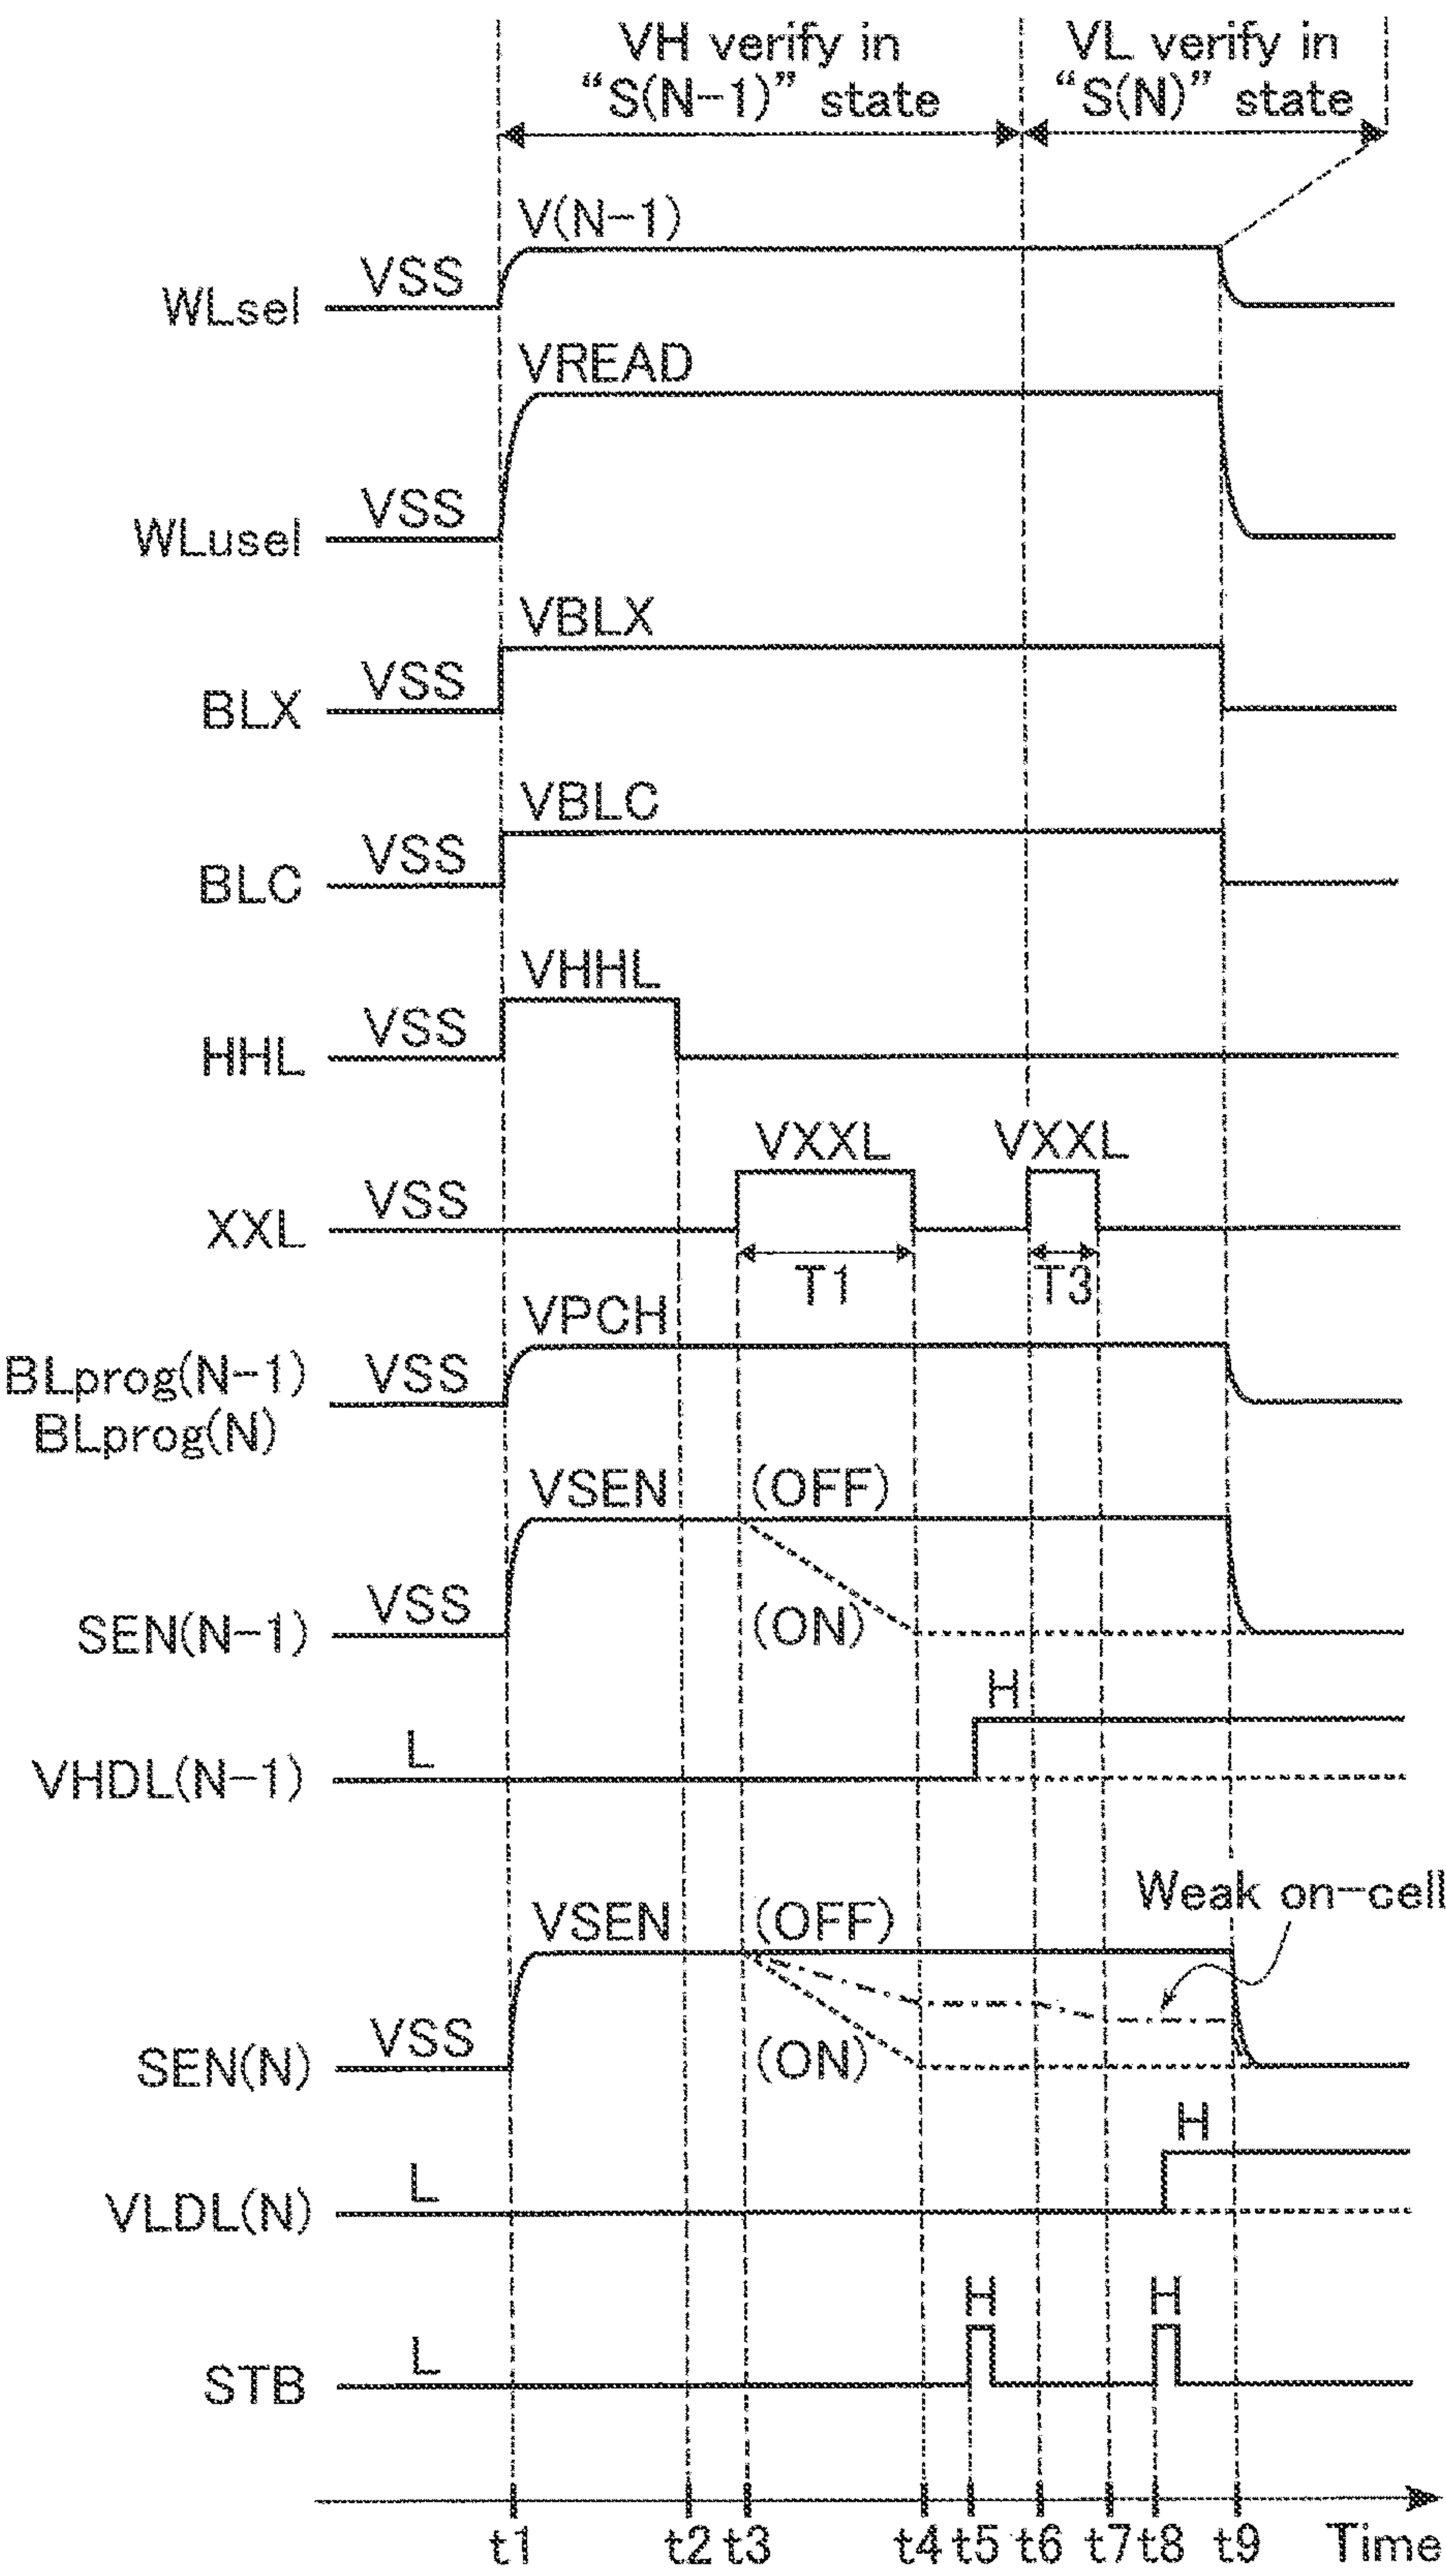 VH verify in
“S(N-1)” state
VL verify in
“S(N)” state
V(N-1)
VSS
WLsel
VREAD
VSS
WLusel
VBLX
VSS
BLX
VBLC
VSS
BLC
VHHL
VSS
HHL
VXXL
VXXL
VSS
XXL
T1
T3
VPCH
BLprog(N-1)
VSS
BLprog(N)
VSEN
(OFF)
VSS
SEN(N-1)
(ON)
H
L
VHDL(N-1)
Weak on-cell
VSEN
(OFF)
VSS
SEN(N)
(ON)
H
L
VLDL(N)
H
H
L
STB
t1 t2 t3 t4 t5 t6 t7 t8 t9 Time